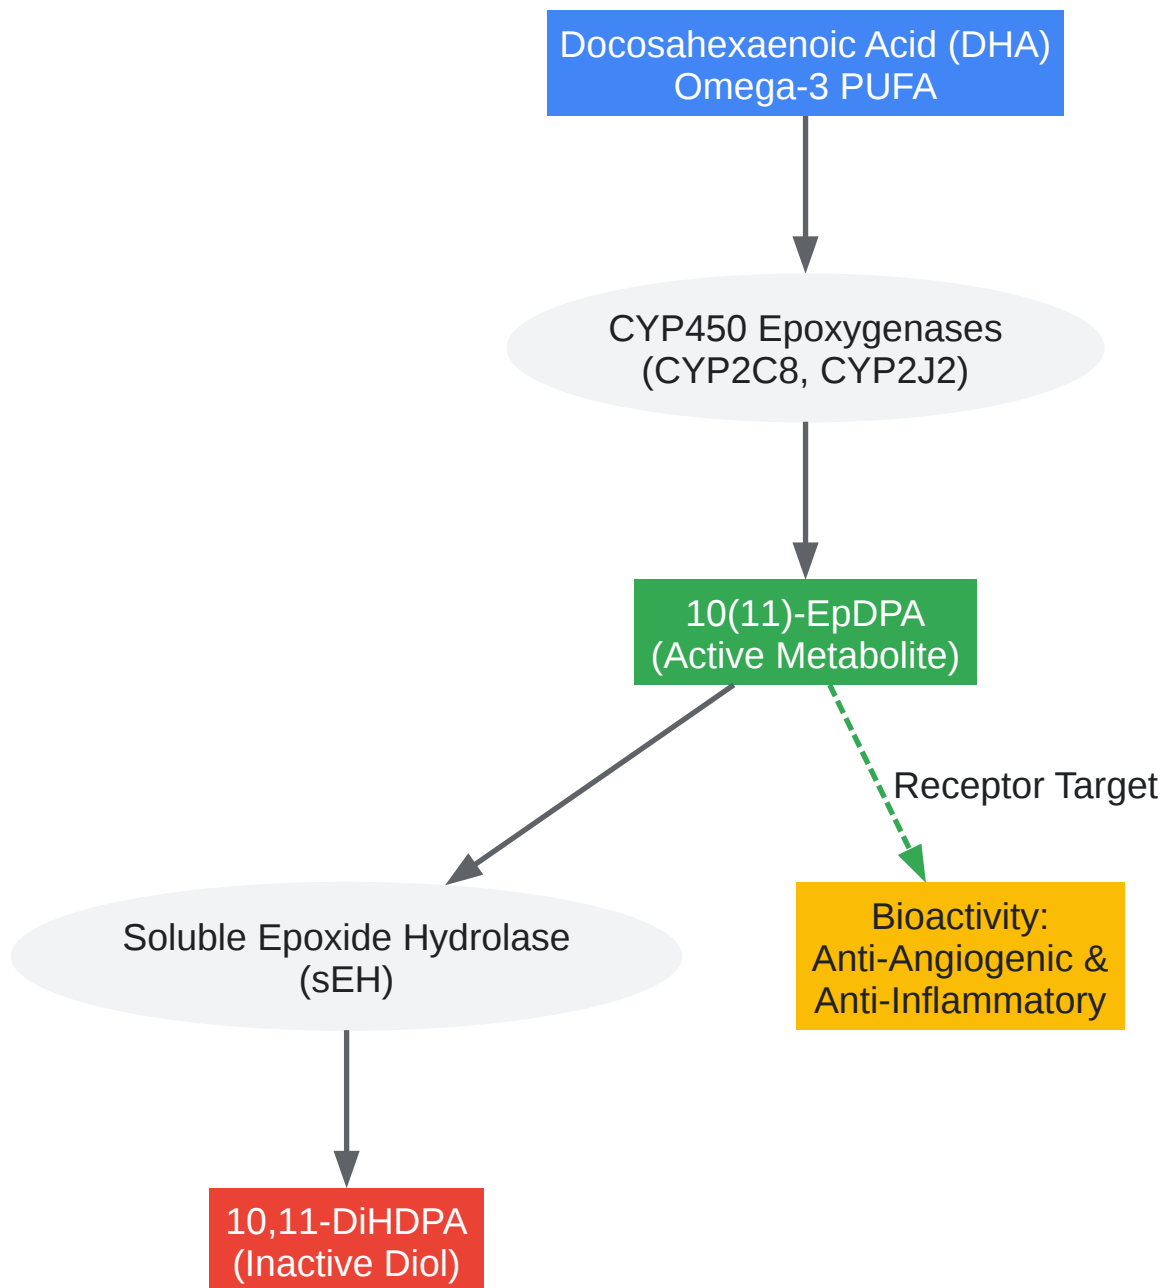 Docosahexaenoic Acid (DHA)
Omega-3 PUFA
CYP450 Epoxygenases
(CYP2C8, CYP2J2)
10(11)-EpDPA
(Active Metabolite)
Receptor Target
Soluble Epoxide Hydrolase
(sEH)
Bioactivity:
Anti-Angiogenic &
Anti-Inflammatory
10,11-DiHDPA
(Inactive Diol)